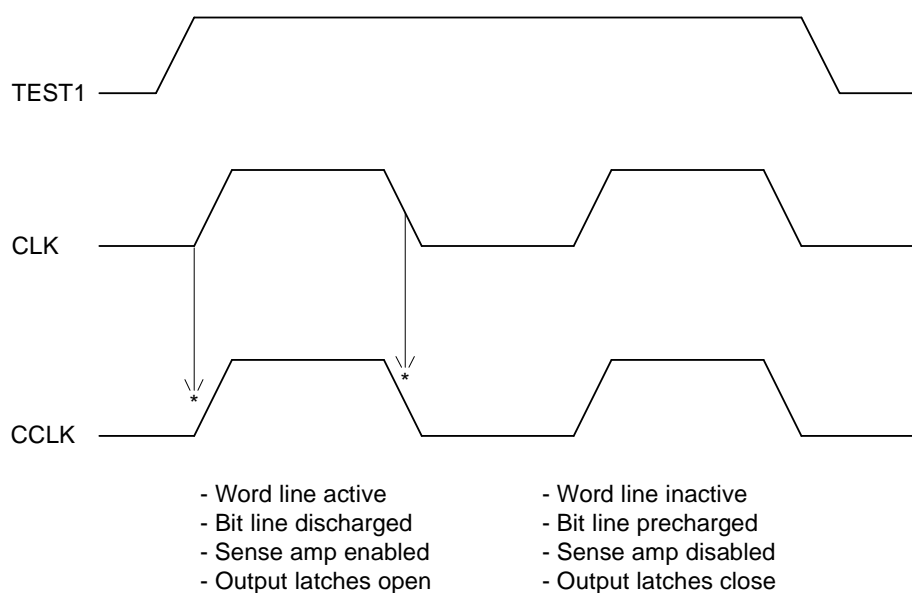 TEST1
CLK
*
*
CCLK
- Word line active
- Bit line discharged
- Sense amp enabled
- Output latches open
- Word line inactive
- Bit line precharged
- Sense amp disabled
- Output latches close